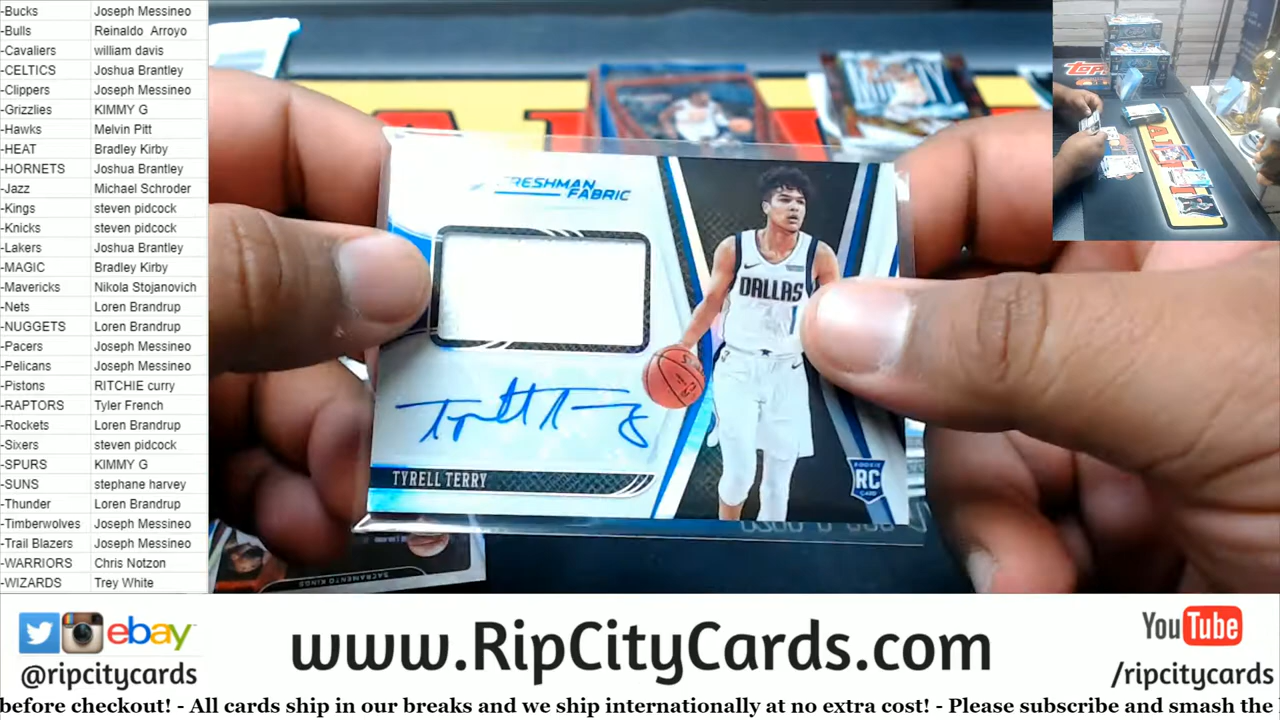 -Bucks Joseph Messineo
-Bulls Reinaldo Arroyo
-Cavaliers william davis
-CELTICS Joshua Brantley
-Clippers Joseph Messineo
-Grizzlies KIMMY G
-Hawks Melvin Pitt
-HEAT Bradley Kirby
-HORNETS Joshua Brantley
-Jazz Michael Schroder
-Kings steven pidcock
-Knicks steven pidcock
-Lakers Joshua Brantley
-MAGIC Bradley Kirby
-Mavericks Nikola Stojanovich
-Nets Loren Brandrup
-NUGGETS Loren Brandrup
-Pacers Joseph Messineo
-Pelicans Joseph Messineo
-Pistons RITCHIE curry
-RAPTORS Tyler French
-Rockets Loren Brandrup
-Sixers steven pidcock
-SPURS KIMMY G
-SUNS stephane harvey
-Thunder Loren Brandrup
-Timberwolves Joseph Messineo
-Trail Blazers Joseph Messineo
-WARRIORS Chris Notzon
-WIZARDS Trey White
FRESHMAN
FABRIC
DALLAS
1
Tyrell Terry
TYRELL TERRY
ROOKIE
RC
CARD
SACRAMENTO KINGS
Topps
ebay
@ripcitycards
www.RipCityCards.com
YouTube
/ripcitycards
before checkout! - All cards ship in our breaks and we ship internationally at no extra cost! - Please subscribe and smash the